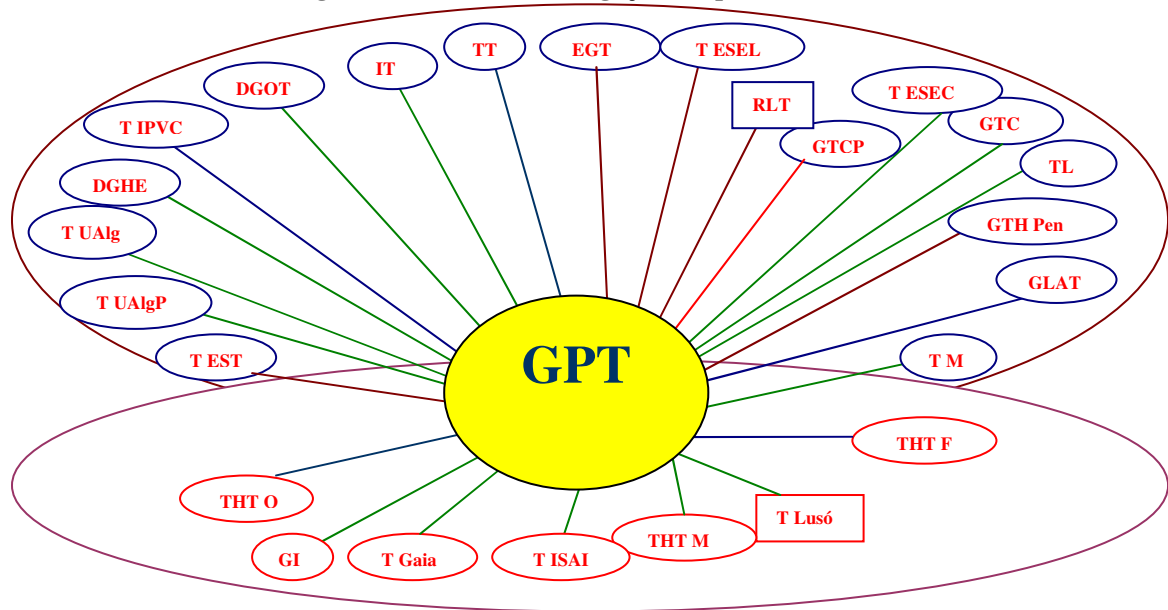 TT
EGT
T ESEL
IT
DGOT
T ESEC
RLT
GTC
T IPVC
GTCP
TL
DGHE
T UAlg
GTH Pen
GLAT
T UAlgP
T EST
GPT
T M
THT F
THT O
T Lusó
THT M
GI
T Gaia
T ISAI